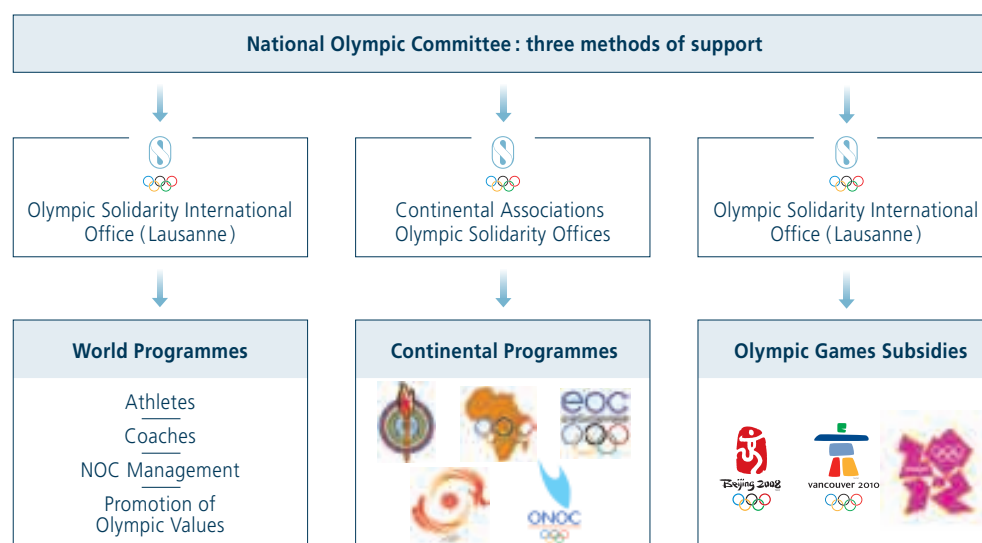 National Olympic Committee : three methods of support
Olympic Solidarity International
Office (Lausanne)
Continental Associations
Olympic Solidarity Offices
Olympic Solidarity International
Office (Lausanne)
World Programmes
Athletes
Coaches
NOC Management
Promotion of
Olympic Values
Continental Programmes
eoc
ONOC
Olympic Games Subsidies
Beijing 2008
vancouver 2010